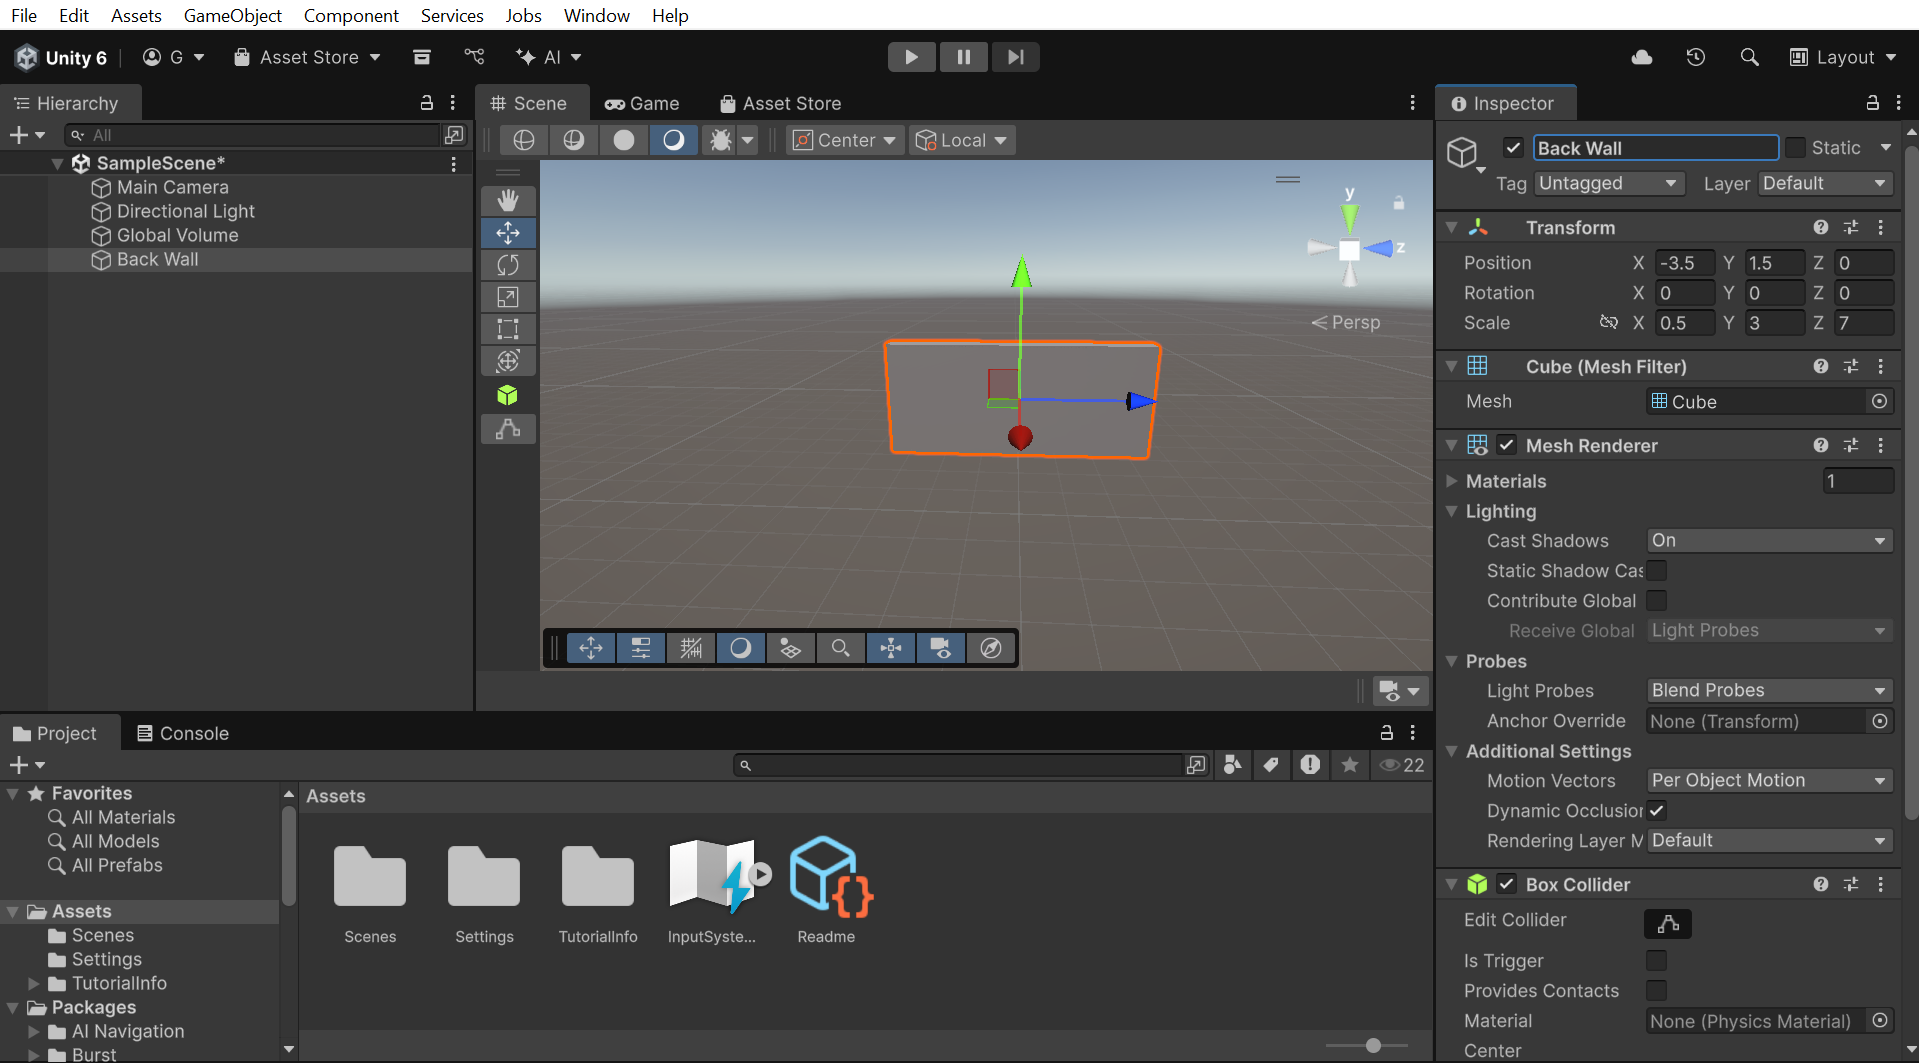 File Edit Assets GameObject Component Services Jobs Window Help
Unity 6 G Asset Store AI Layout
Hierarchy
All
SampleScene*
Main Camera
Directional Light
Global Volume
Back Wall
Scene Game Asset Store
Center Local
y
z
Persp
Inspector
Back Wall Static
Tag Untagged Layer Default
Transform
Position X -3.5 Y 1.5 Z 0
Rotation X 0 Y 0 Z 0
Scale X 0.5 Y 3 Z 7
Cube (Mesh Filter)
Mesh Cube
Mesh Renderer
Materials 1
Lighting
Cast Shadows On
Static Shadow Cas
Contribute Global
Receive Global Light Probes
Probes
Light Probes Blend Probes
Anchor Override None (Transform)
Additional Settings
Motion Vectors Per Object Motion
Dynamic Occlusion
Rendering Layer M Default
Box Collider
Edit Collider
Is Trigger
Provides Contacts
Material None (Physics Material)
Center
Project Console
22
Favorites
All Materials
All Models
All Prefabs
Assets
Scenes
Settings
TutorialInfo
Packages
AI Navigation
Burst
Assets
Scenes Settings TutorialInfo InputSyste... Readme